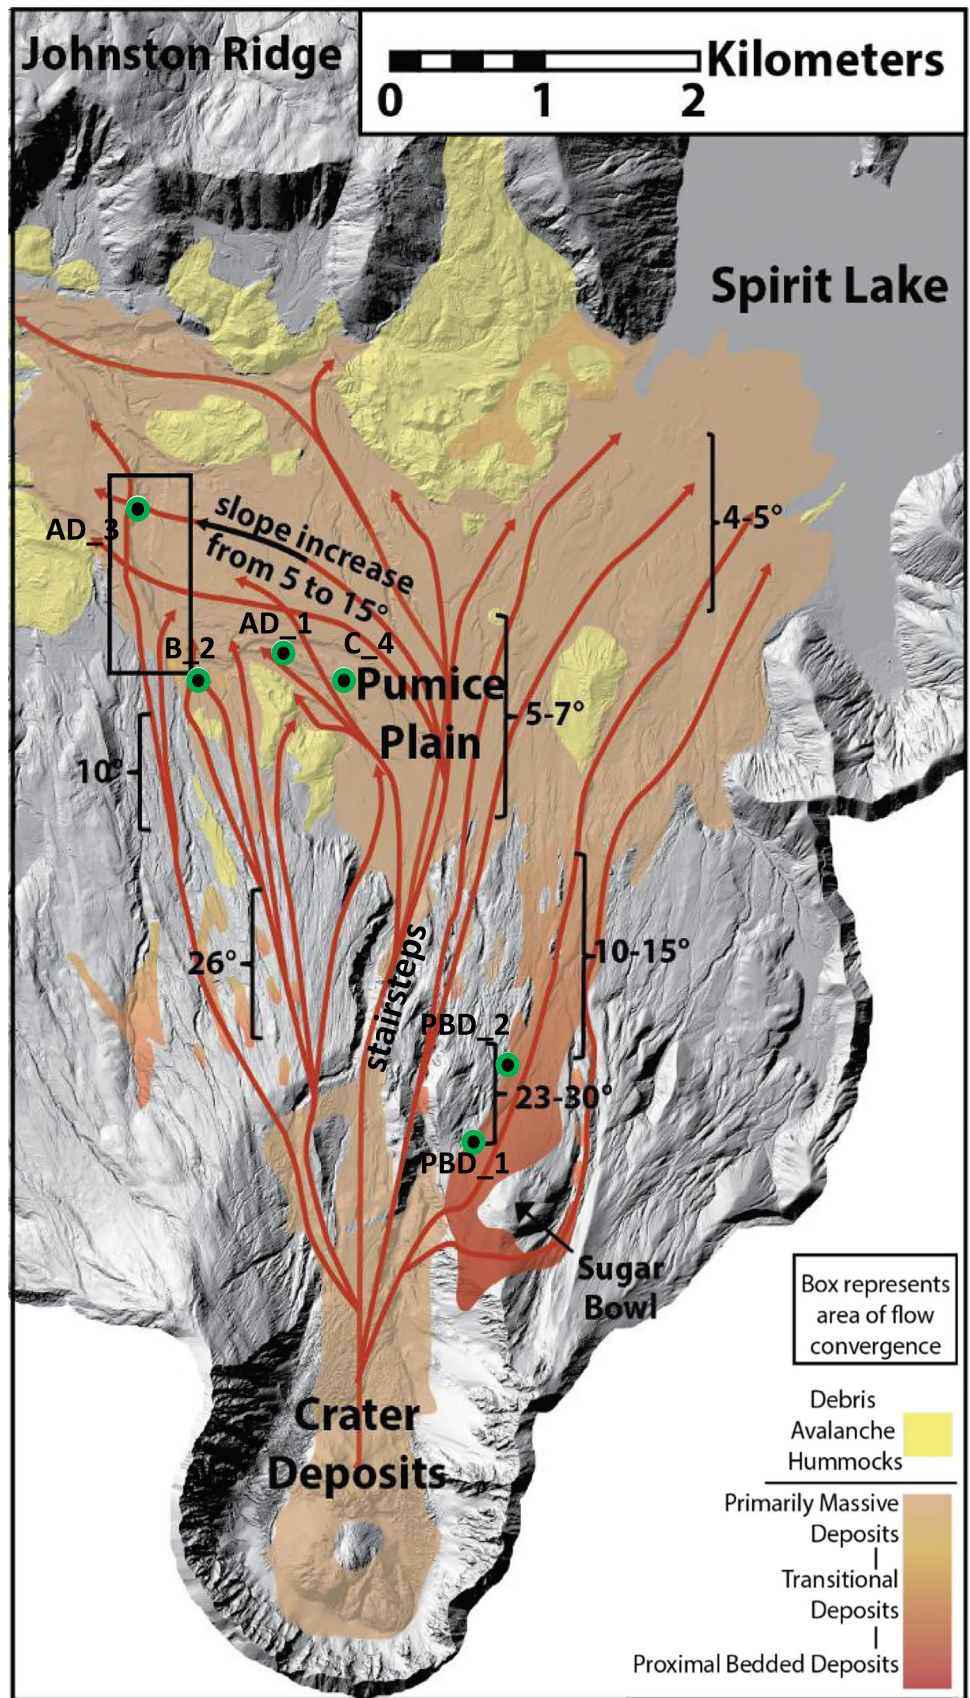 Johnston Ridge
Kilometers
0 1 2
Spirit Lake
slope increase
from 5 to 15°
4-5°
AD_3
AD_1
B_2
C_4
Pumice
Plain
5-7°
10°
26°
stairsteps
10-15°
PBD_2
23-30°
PBD_1
Sugar
Bowl
Box represents
area of flow
convergence
Crater
Deposits
Debris
Avalanche
Hummocks
Primarily Massive
Deposits
Transitional
Deposits
Proximal Bedded Deposits